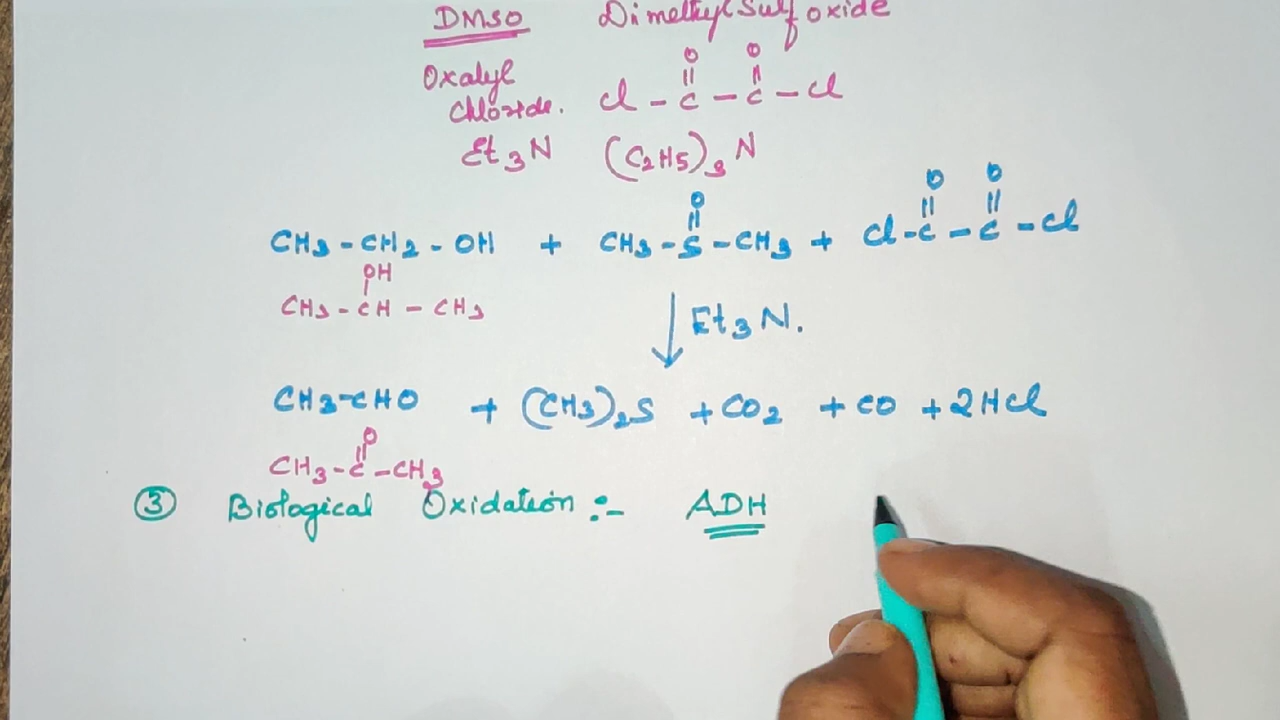 DMSO Dimethyl Sulfoxide
Oxalyl Chloride. Cl - C - C - Cl
O O
Et3N (C2H5)3N
O O O
CH3 - CH2 - OH + CH3 - S - CH3 + Cl - C - C - Cl
OH
CH3 - CH - CH3
Et3N.
CH3-CHO + (CH3)2S + CO2 + CO + 2HCl
O
CH3 - C - CH3
③ Biological Oxidation :- ADH